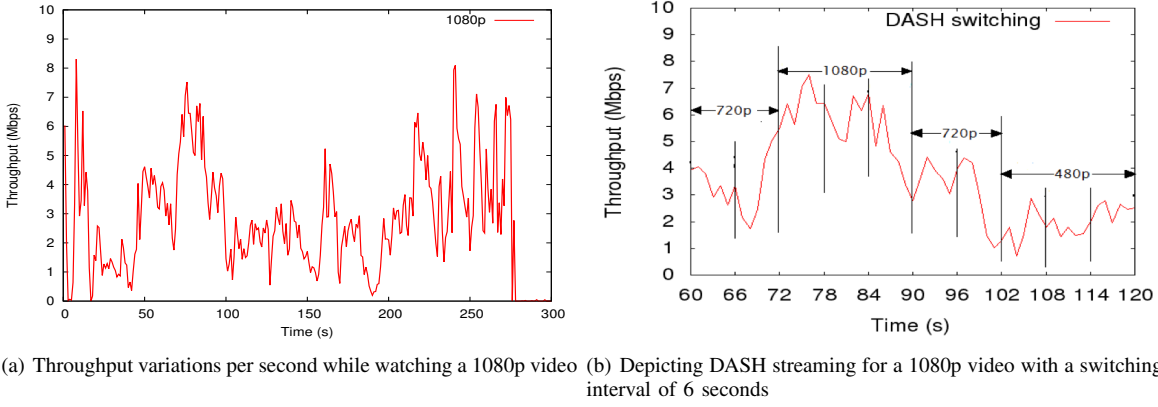 10
9
8
7
6
5
4
3
2
1
0
Throughput (Mbps)
1080p
0 50 100 150 200 250 300
Time (s)
10
9
8
7
6
5
4
3
2
1
0
Throughput (Mbps)
DASH switching
1080p
720p
720p
480p
60 66 72 78 84 90 96 102 108 114 120
Time (s)
(a) Throughput variations per second while watching a 1080p video
(b) Depicting DASH streaming for a 1080p video with a switching
interval of 6 seconds